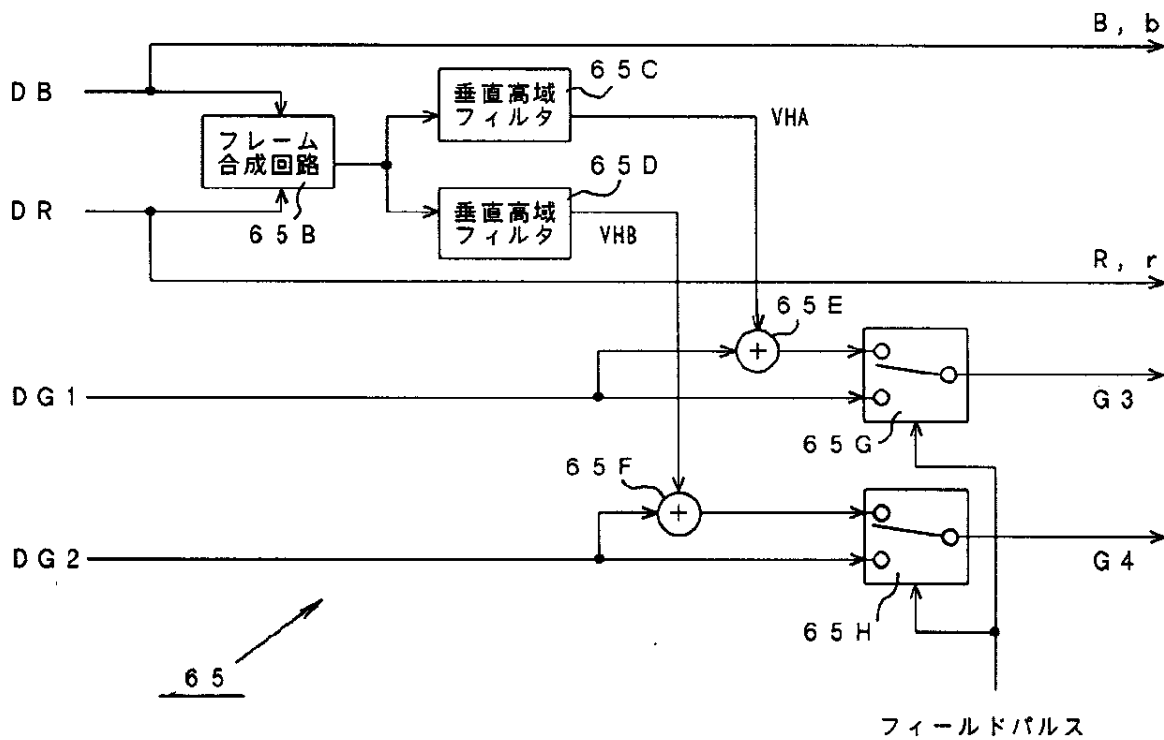 B, b
DB
65C
垂直高域
フィルタ
VHA
フレーム
合成回路
65B
65D
垂直高域
フィルタ
VHB
DR
R, r
65E
DG1
G3
65G
65F
DG2
G4
65H
65
フィールドパルス